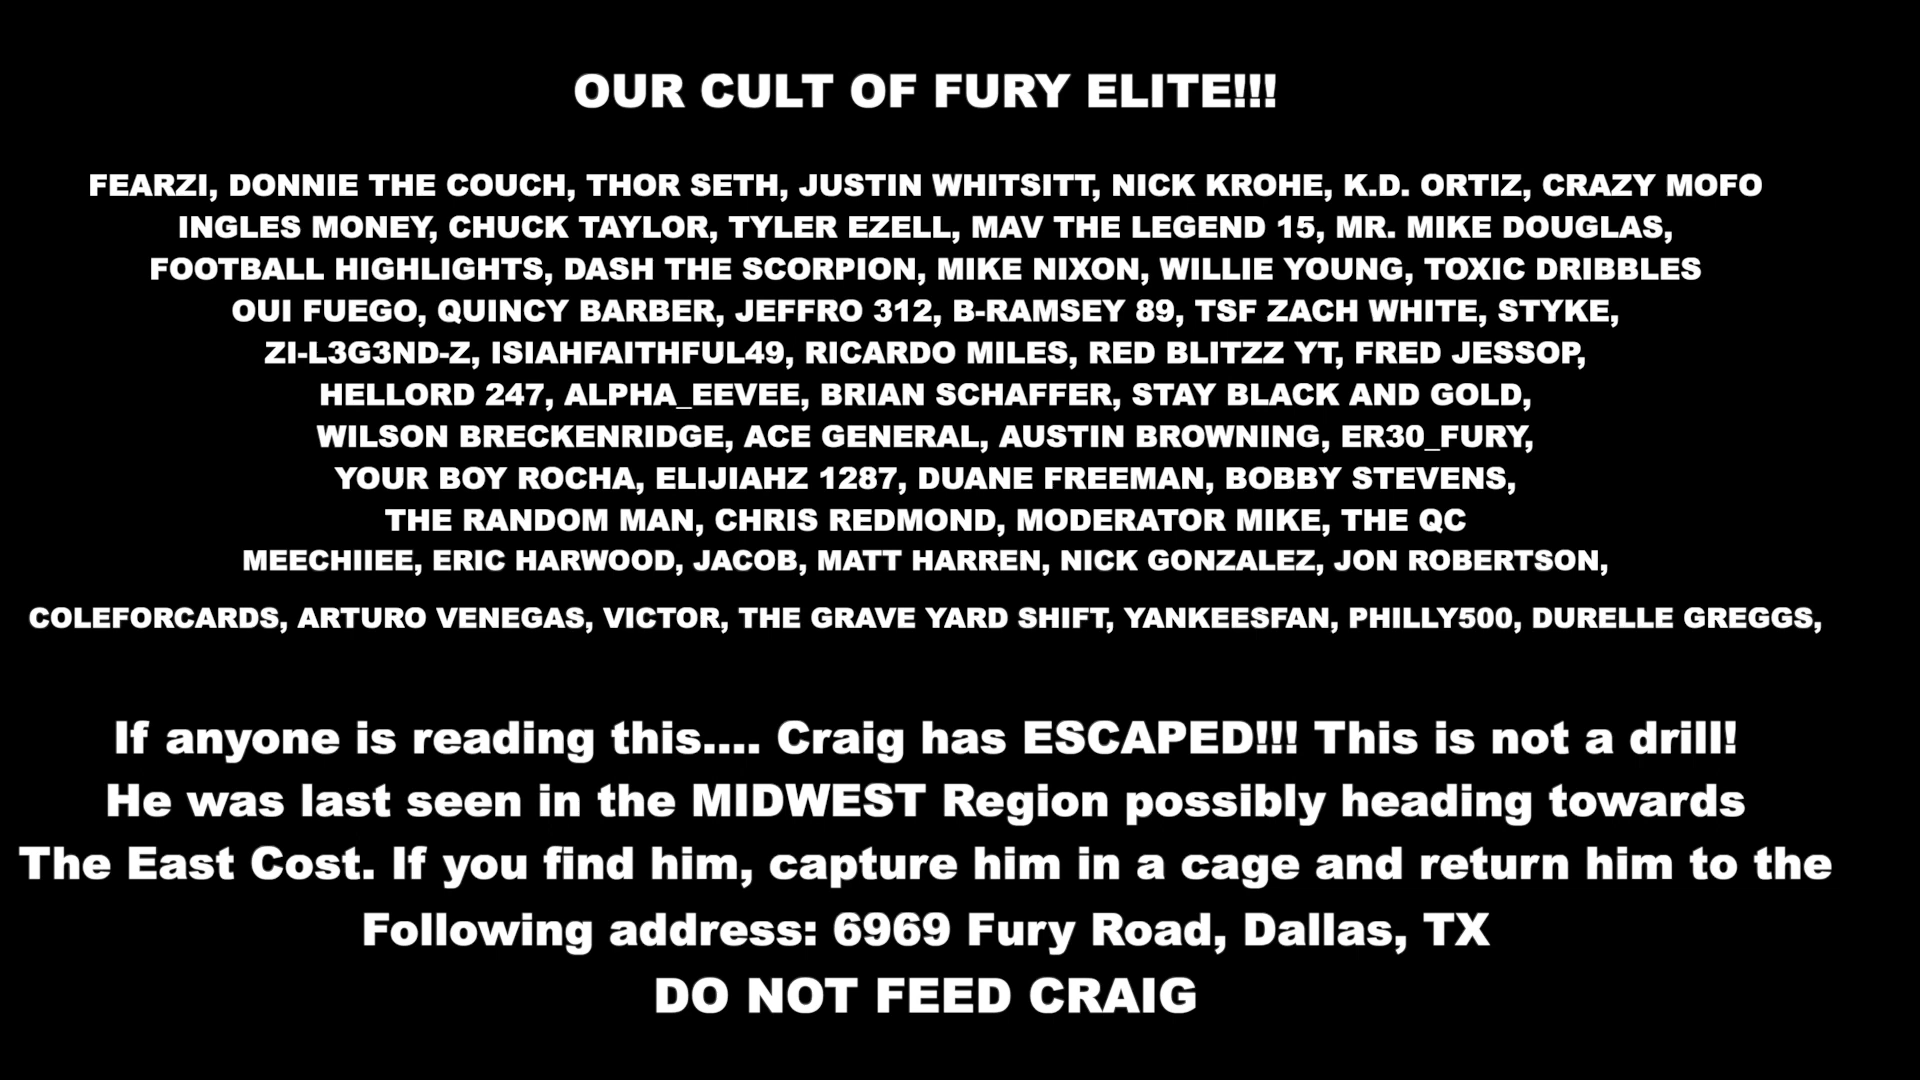 OUR CULT OF FURY ELITE!!!
FEARZI, DONNIE THE COUCH, THOR SETH, JUSTIN WHITSITT, NICK KROHE, K.D. ORTIZ, CRAZY MOFO
INGLES MONEY, CHUCK TAYLOR, TYLER EZELL, MAV THE LEGEND 15, MR. MIKE DOUGLAS,
FOOTBALL HIGHLIGHTS, DASH THE SCORPION, MIKE NIXON, WILLIE YOUNG, TOXIC DRIBBLES
OUI FUEGO, QUINCY BARBER, JEFFRO 312, B-RAMSEY 89, TSF ZACH WHITE, STYKE,
ZI-L3G3ND-Z, ISIAHFAITHFUL49, RICARDO MILES, RED BLITZZ YT, FRED JESSOP,
HELLORD 247, ALPHA_EEVEE, BRIAN SCHAFFER, STAY BLACK AND GOLD,
WILSON BRECKENRIDGE, ACE GENERAL, AUSTIN BROWNING, ER30_FURY,
YOUR BOY ROCHA, ELIJIAHZ 1287, DUANE FREEMAN, BOBBY STEVENS,
THE RANDOM MAN, CHRIS REDMOND, MODERATOR MIKE, THE QC
MEECHIIEE, ERIC HARWOOD, JACOB, MATT HARREN, NICK GONZALEZ, JON ROBERTSON,
COLEFORCARDS, ARTURO VENEGAS, VICTOR, THE GRAVE YARD SHIFT, YANKEESFAN, PHILLY500, DURELLE GREGGS,
If anyone is reading this.... Craig has ESCAPED!!! This is not a drill!
He was last seen in the MIDWEST Region possibly heading towards
The East Cost. If you find him, capture him in a cage and return him to the
Following address: 6969 Fury Road, Dallas, TX
DO NOT FEED CRAIG